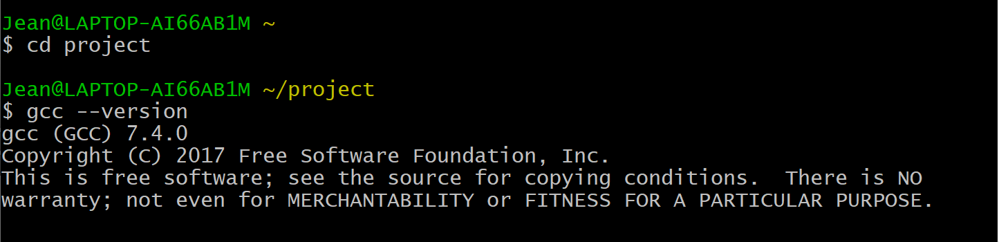 Jean@LAPTOP-AI66AB1M ~
$ cd project
Jean@LAPTOP-AI66AB1M ~/project
$ gcc --version
gcc (GCC) 7.4.0
Copyright (C) 2017 Free Software Foundation, Inc.
This is free software; see the source for copying conditions.  There is NO
warranty; not even for MERCHANTABILITY or FITNESS FOR A PARTICULAR PURPOSE.